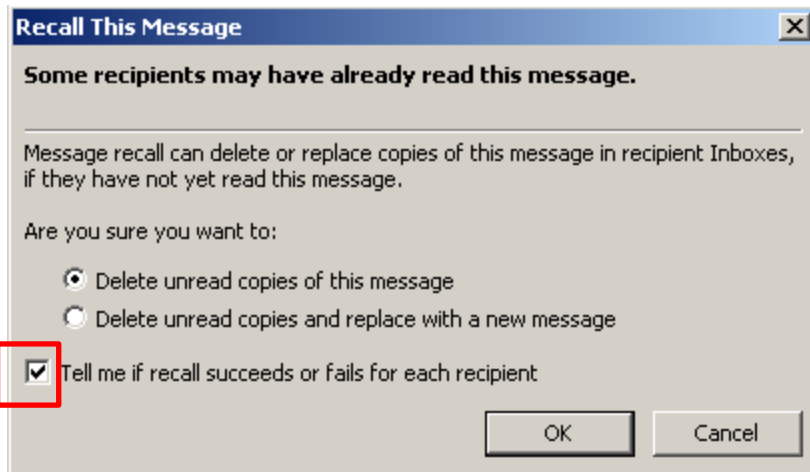 Recall This Message
Some recipients may have already read this message.
Message recall can delete or replace copies of this message in recipient Inboxes,
if they have not yet read this message.
Are you sure you want to:
Delete unread copies of this message
Delete unread copies and replace with a new message
Tell me if recall succeeds or fails for each recipient
OK Cancel